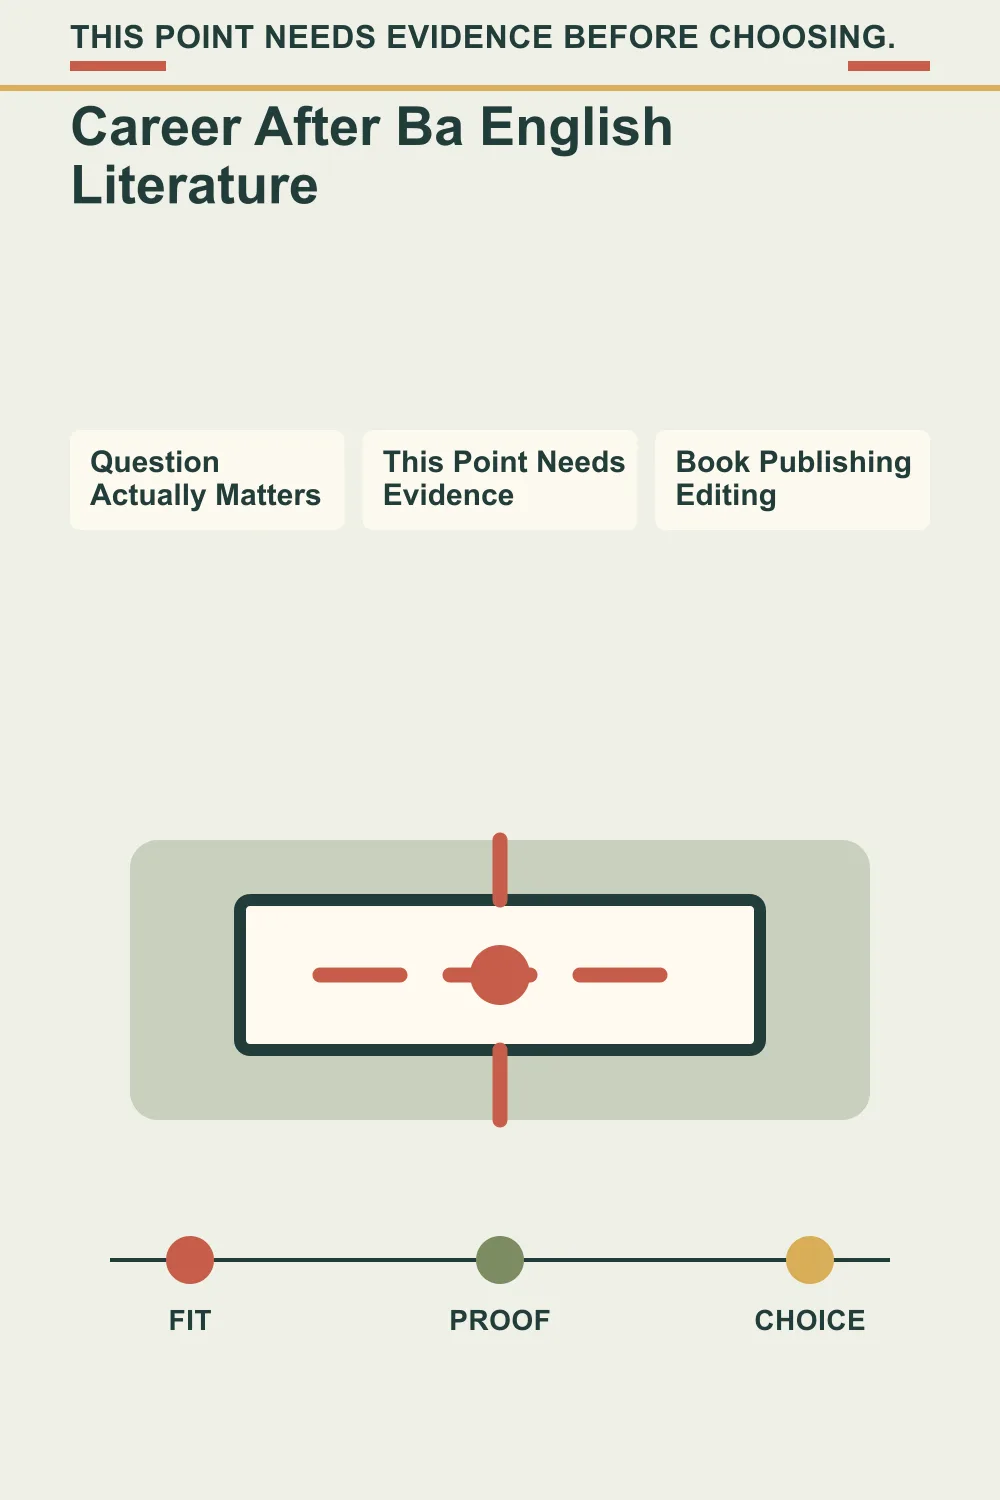 THIS POINT NEEDS EVIDENCE BEFORE CHOOSING.
Career After Ba English
Literature
Question
Actually Matters
This Point Needs
Evidence
Book Publishing
Editing
FIT
PROOF
CHOICE